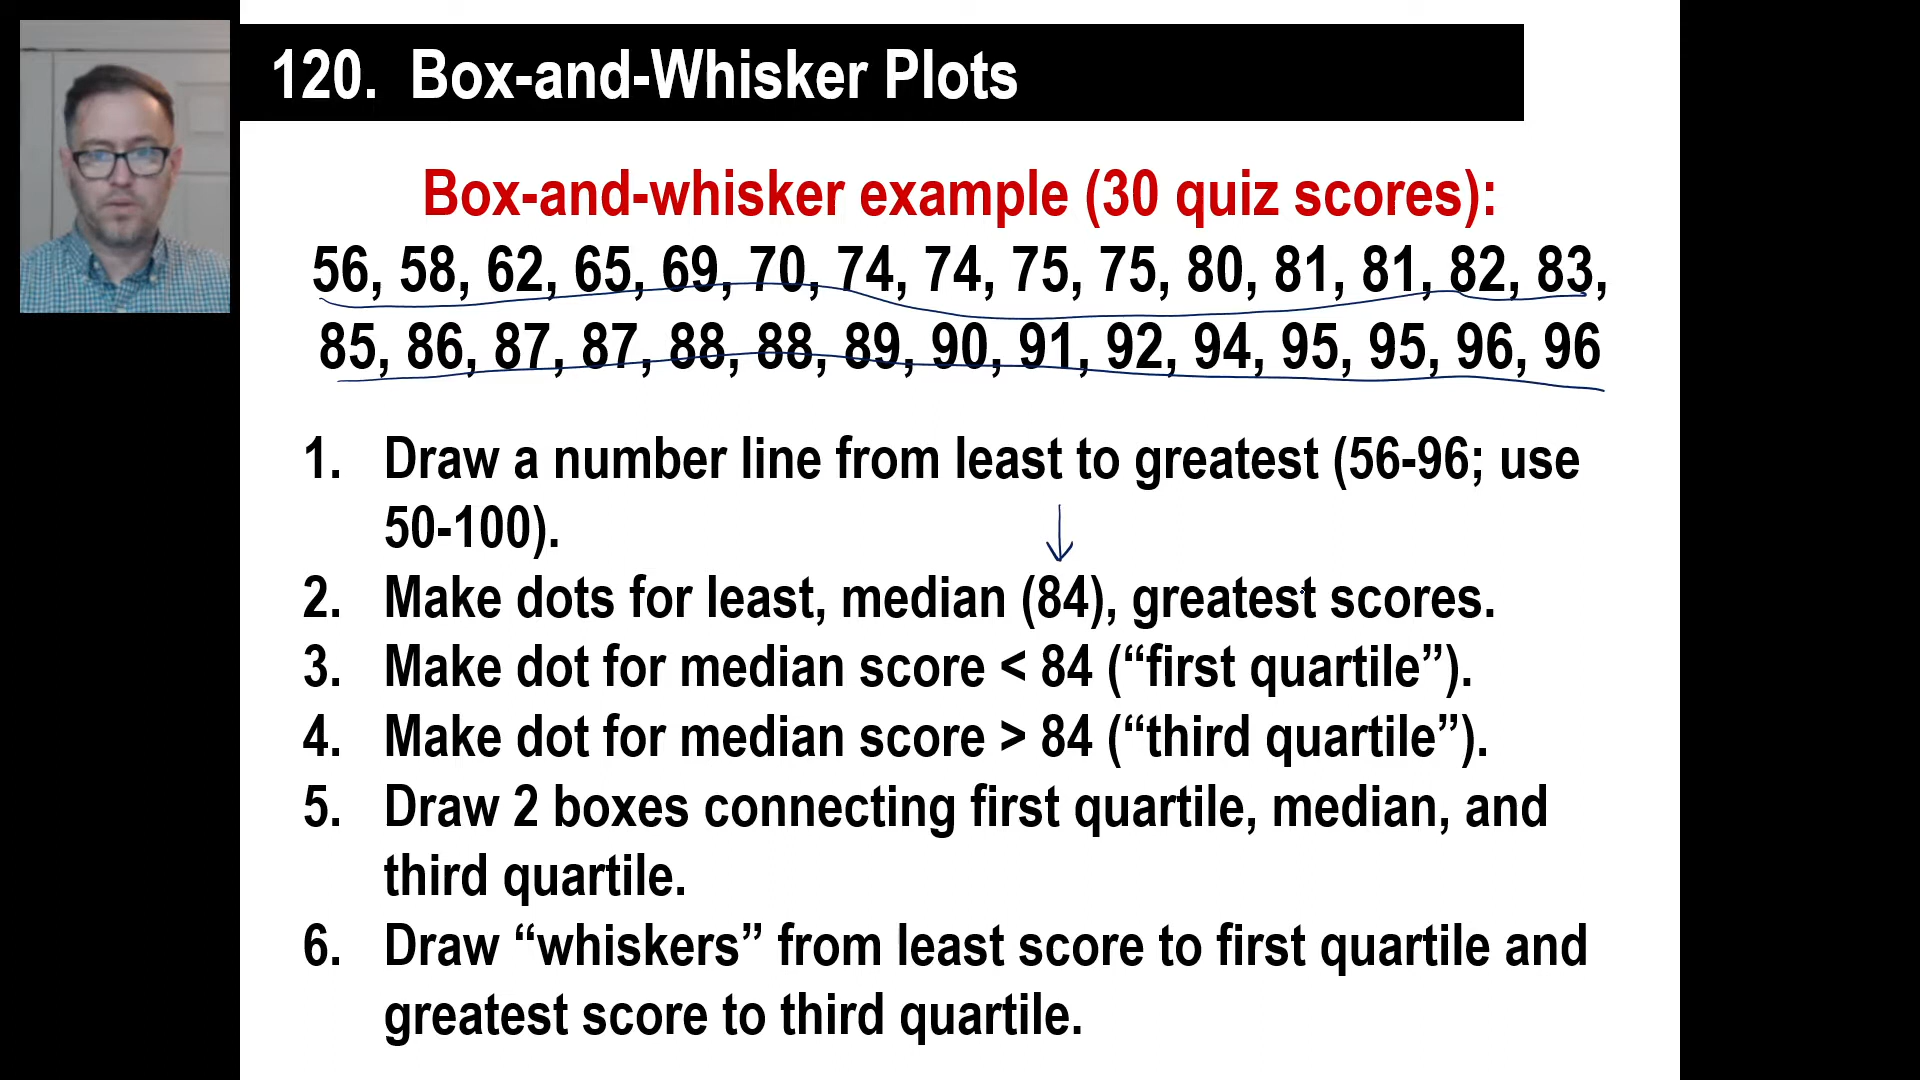 120. Box-and-Whisker Plots
Box-and-whisker example (30 quiz scores):
56, 58, 62, 65, 69, 70, 74, 74, 75, 75, 80, 81, 81, 82, 83,
85, 86, 87, 87, 88, 88, 89, 90, 91, 92, 94, 95, 95, 96, 96
1. Draw a number line from least to greatest (56-96; use
50-100).
2. Make dots for least, median (84), greatest scores.
3. Make dot for median score < 84 (“first quartile”).
4. Make dot for median score > 84 (“third quartile”).
5. Draw 2 boxes connecting first quartile, median, and
third quartile.
6. Draw “whiskers” from least score to first quartile and
greatest score to third quartile.